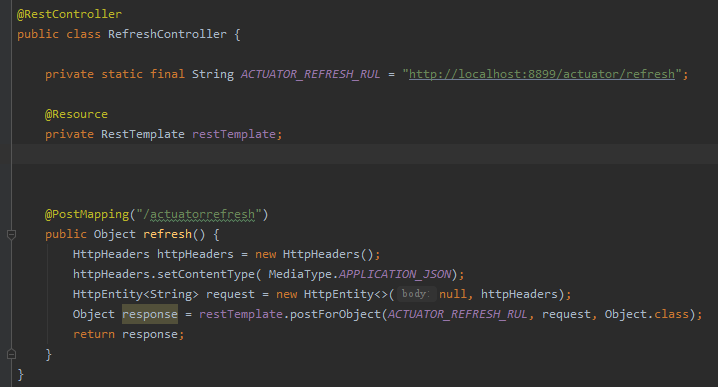 @RestController
public class RefreshController {
private static final String ACTUATOR_REFRESH_RUL = "http://localhost:8899/actuator/refresh";
@Resource
private RestTemplate restTemplate;
@PostMapping("/actuatorrefresh")
public Object refresh() {
HttpHeaders httpHeaders = new HttpHeaders();
httpHeaders.setContentType( MediaType.APPLICATION_JSON);
HttpEntity<String> request = new HttpEntity<>( body: null, httpHeaders);
Object response = restTemplate.postForObject(ACTUATOR_REFRESH_RUL, request, Object.class);
return response;
}
}